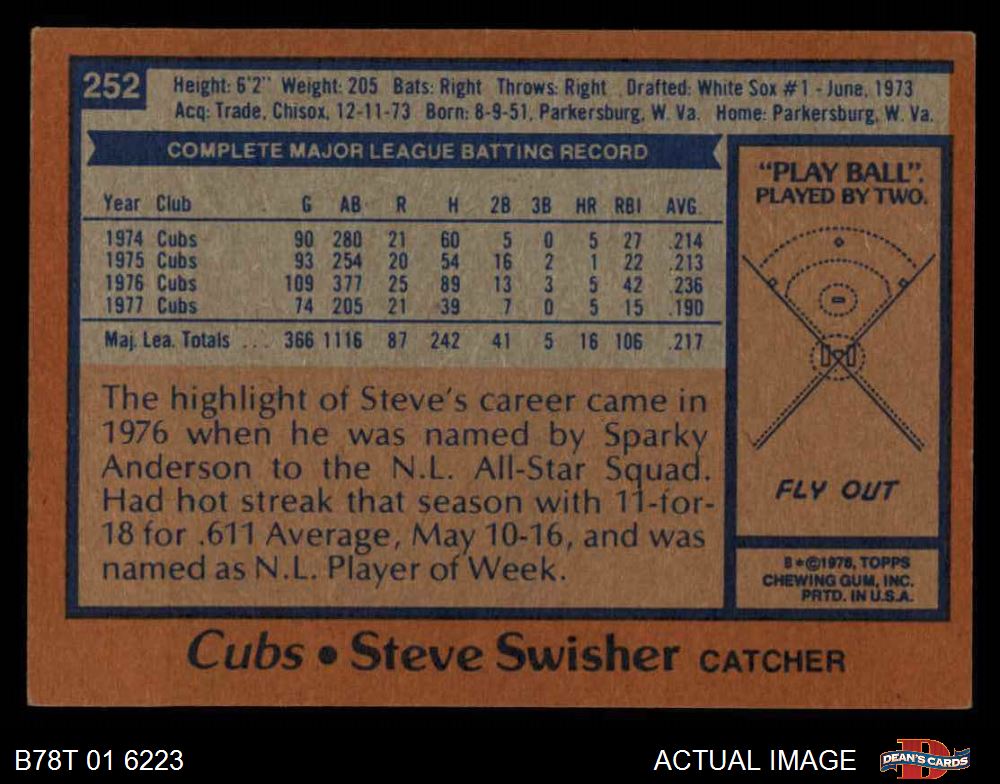 252
Height: 6'2" Weight: 205 Bats: Right Throws: Right Drafted: White Sox #1 - June, 1973
Acq: Trade, Chisox, 12-11-73 Born: 8-9-51, Parkersburg, W. Va. Home: Parkersburg, W. Va.
COMPLETE MAJOR LEAGUE BATTING RECORD
Year Club G AB R H 2B 3B HR RBI AVG.
1974 Cubs 90 280 21 60 5 0 5 27 .214
1975 Cubs 93 254 20 54 16 2 1 22 .213
1976 Cubs 109 377 25 89 13 3 5 42 .236
1977 Cubs 74 205 21 39 7 0 5 15 .190
Maj. Lea. Totals ... 366 1116 87 242 41 5 16 106 .217
The highlight of Steve's career came in
1976 when he was named by Sparky
Anderson to the N.L. All-Star Squad.
Had hot streak that season with 11-for-
18 for .611 Average, May 10-16, and was
named as N.L. Player of Week.
"PLAY BALL".
PLAYED BY TWO.
FLY OUT
B*©1978, TOPPS
CHEWING GUM, INC.
PRTD. IN U.S.A.
Cubs • Steve Swisher CATCHER
B78T 01 6223
ACTUAL IMAGE
DEAN'S CARDS